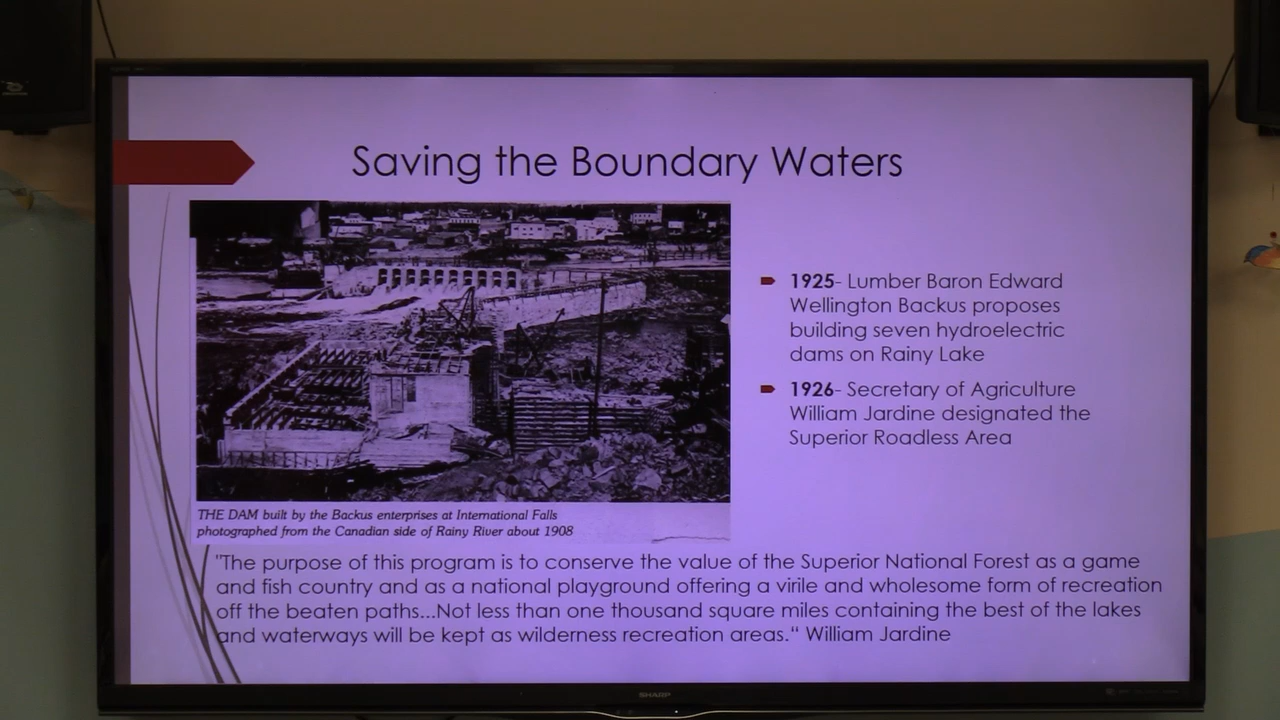 Saving the Boundary Waters
1925- Lumber Baron Edward
Wellington Backus proposes
building seven hydroelectric
dams on Rainy Lake
1926- Secretary of Agriculture
William Jardine designated the
Superior Roadless Area
THE DAM built by the Backus enterprises at International Falls
photographed from the Canadian side of Rainy River about 1908
"The purpose of this program is to conserve the value of the Superior National Forest as a game
and fish country and as a national playground offering a virile and wholesome form of recreation
off the beaten paths...Not less than one thousand square miles containing the best of the lakes
and waterways will be kept as wilderness recreation areas." William Jardine
SHARP